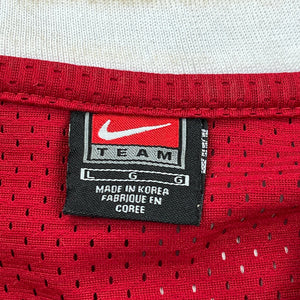 TEAM
L G G
MADE IN KOREA
FABRIQUE EN
COREE